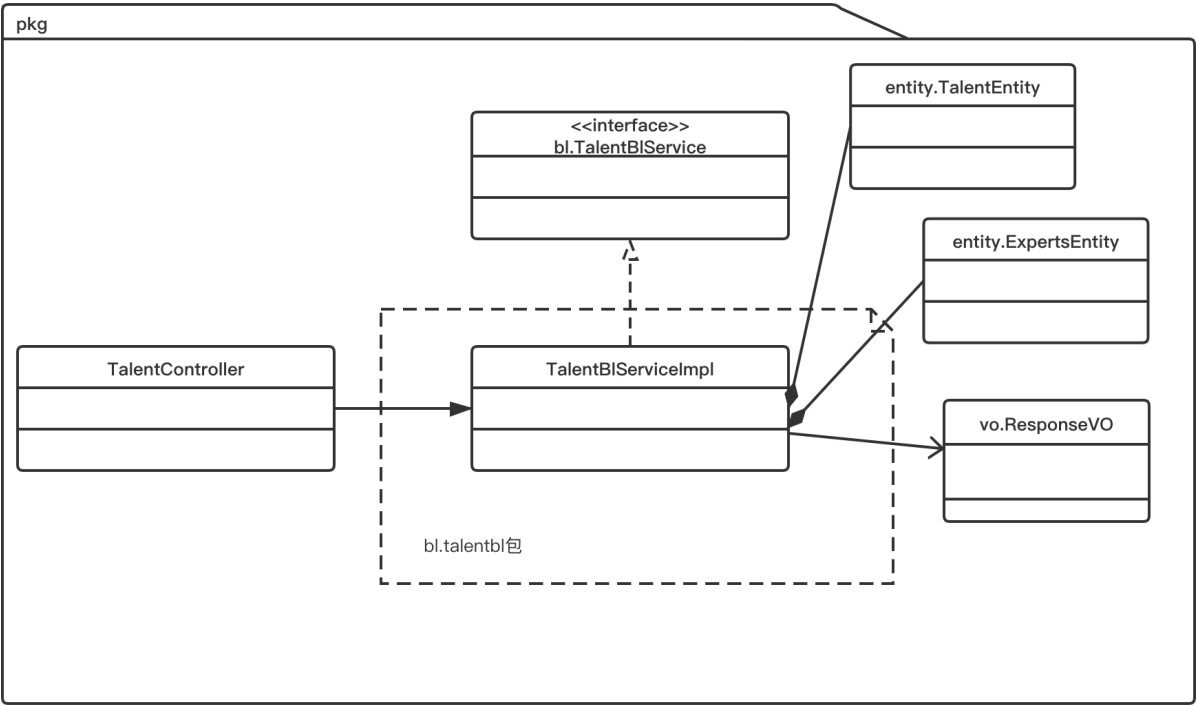 pkg
entity.TalentEntity
<<interface>>
bl.TalentBlService
entity.ExpertsEntity
TalentController
TalentBlServiceImpl
vo.ResponseVO
bl.talentbl包